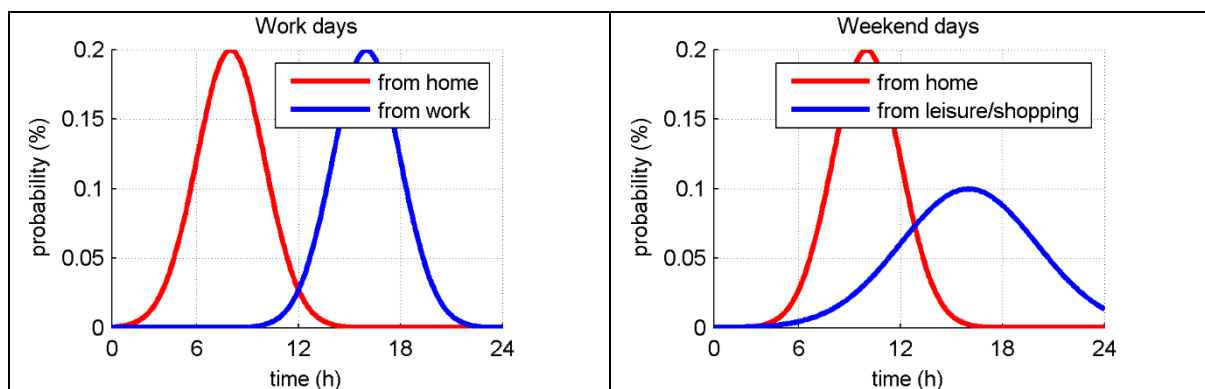 Work days
probability (%)
0.2
0.15
0.1
0.05
0
from home
from work
0
6
12
18
24
time (h)
Weekend days
probability (%)
0.2
0.15
0.1
0.05
0
from home
from leisure/shopping
0
6
12
18
24
time (h)